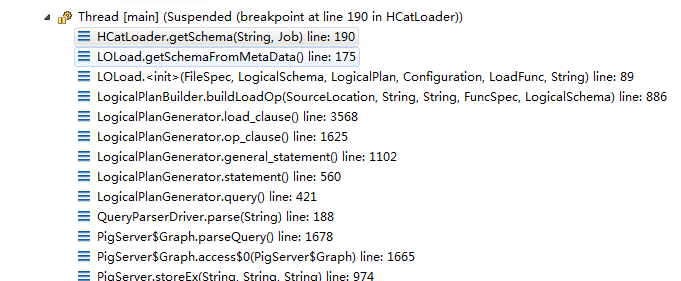 Thread [main] (Suspended (breakpoint at line 190 in HCatLoader))
HCatLoader.getSchema(String, Job) line: 190
LOLoad.getSchemaFromMetaData() line: 175
LOLoad.<init>(FileSpec, LogicalSchema, LogicalPlan, Configuration, LoadFunc, String) line: 89
LogicalPlanBuilder.buildLoadOp(SourceLocation, String, String, FuncSpec, LogicalSchema) line: 886
LogicalPlanGenerator.load_clause() line: 3568
LogicalPlanGenerator.op_clause() line: 1625
LogicalPlanGenerator.general_statement() line: 1102
LogicalPlanGenerator.statement() line: 560
LogicalPlanGenerator.query() line: 421
QueryParserDriver.parse(String) line: 188
PigServer$Graph.parseQuery() line: 1678
PigServer$Graph.access$0(PigServer$Graph) line: 1665
PigServer.storeEx(String, String, String) line: 974